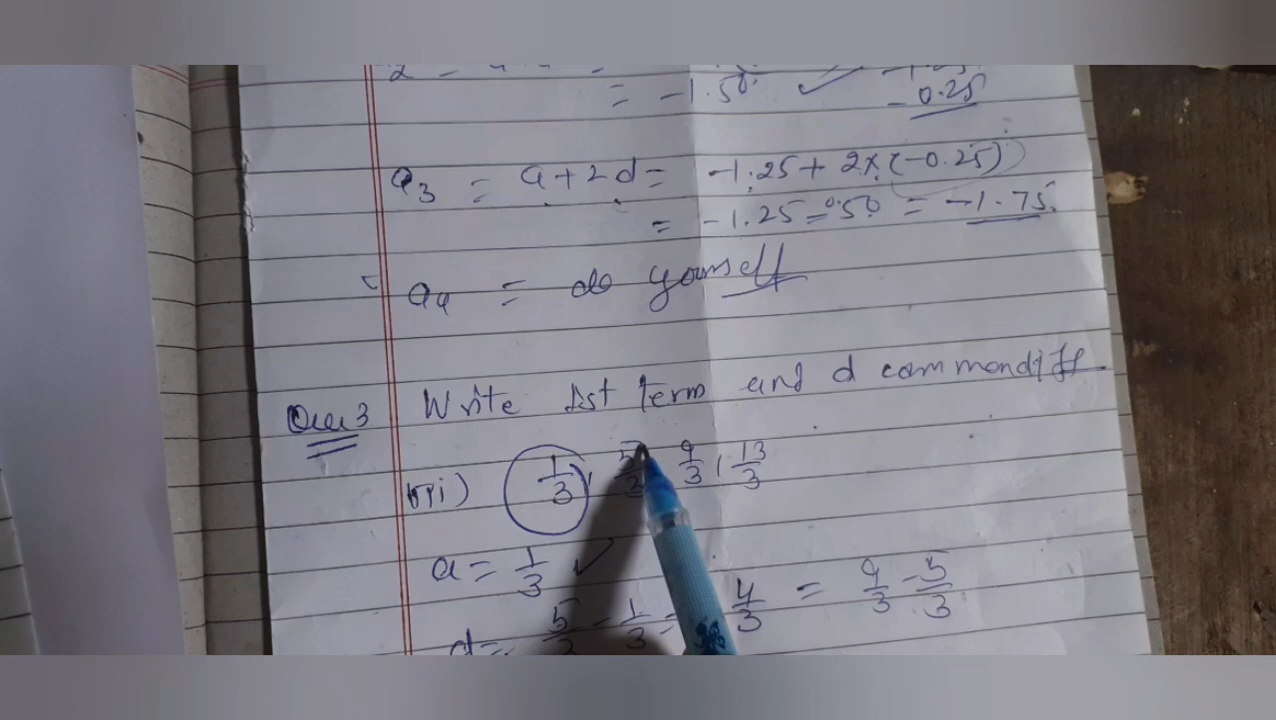 = -1.50
- 0.25
a3 = a+2d = -1.25 + 2×(-0.25)
= -1.25 - 0.50 = -1.75
a4 = do yourself
Que 3 Write Ist term and d common diff
1/3, 5/3 9/3, 13/3
a = 1/3
d = 5/3 - 1/3 = 4/3 = 9/3 - 5/3